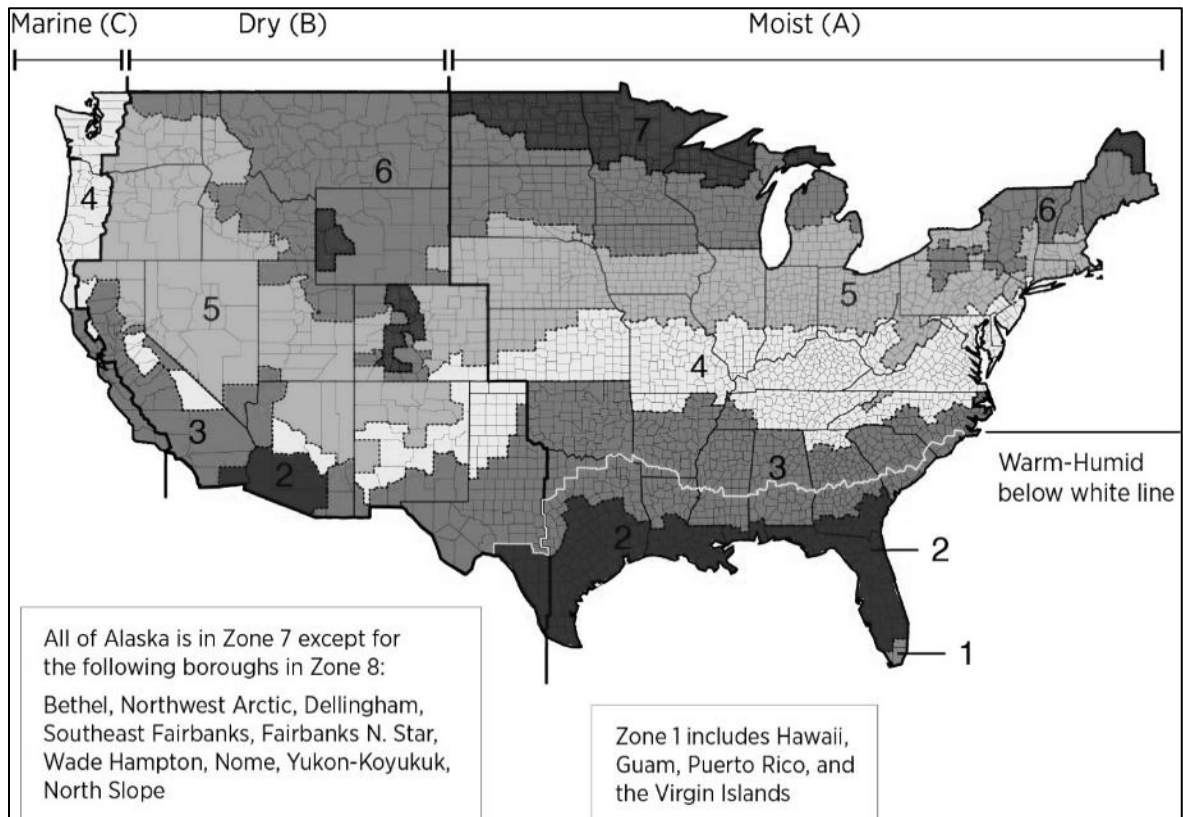 Marine (C)
Dry (B)
Moist (A)
7
6
4
6
5
5
4
3
3
2
Warm-Humid
below white line
2
2
1
All of Alaska is in Zone 7 except for
the following boroughs in Zone 8:
Bethel, Northwest Arctic, Dellingham,
Southeast Fairbanks, Fairbanks N. Star,
Wade Hampton, Nome, Yukon-Koyukuk,
North Slope
Zone 1 includes Hawaii,
Guam, Puerto Rico, and
the Virgin Islands